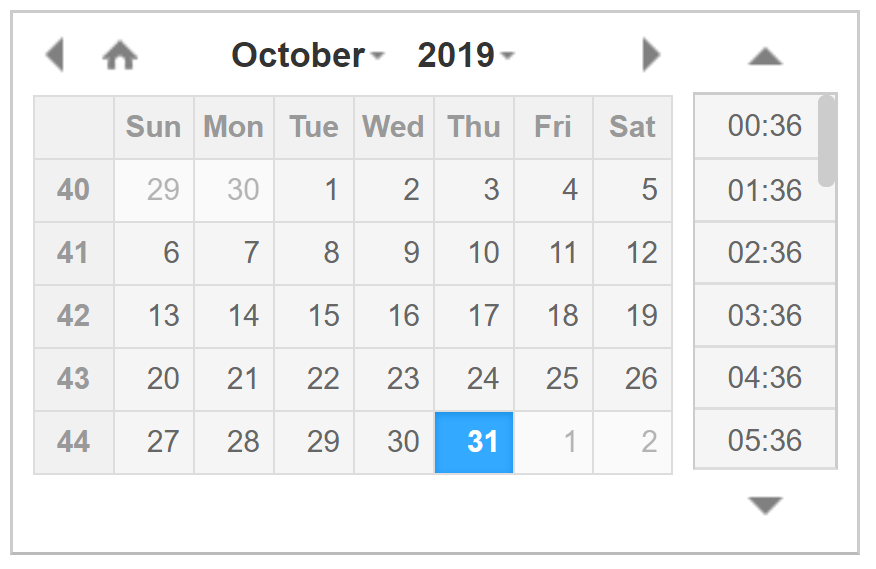 October 2019
Sun Mon Tue Wed Thu Fri Sat
40 29 30 1 2 3 4 5
41 6 7 8 9 10 11 12
42 13 14 15 16 17 18 19
43 20 21 22 23 24 25 26
44 27 28 29 30 31 1 2
00:36
01:36
02:36
03:36
04:36
05:36